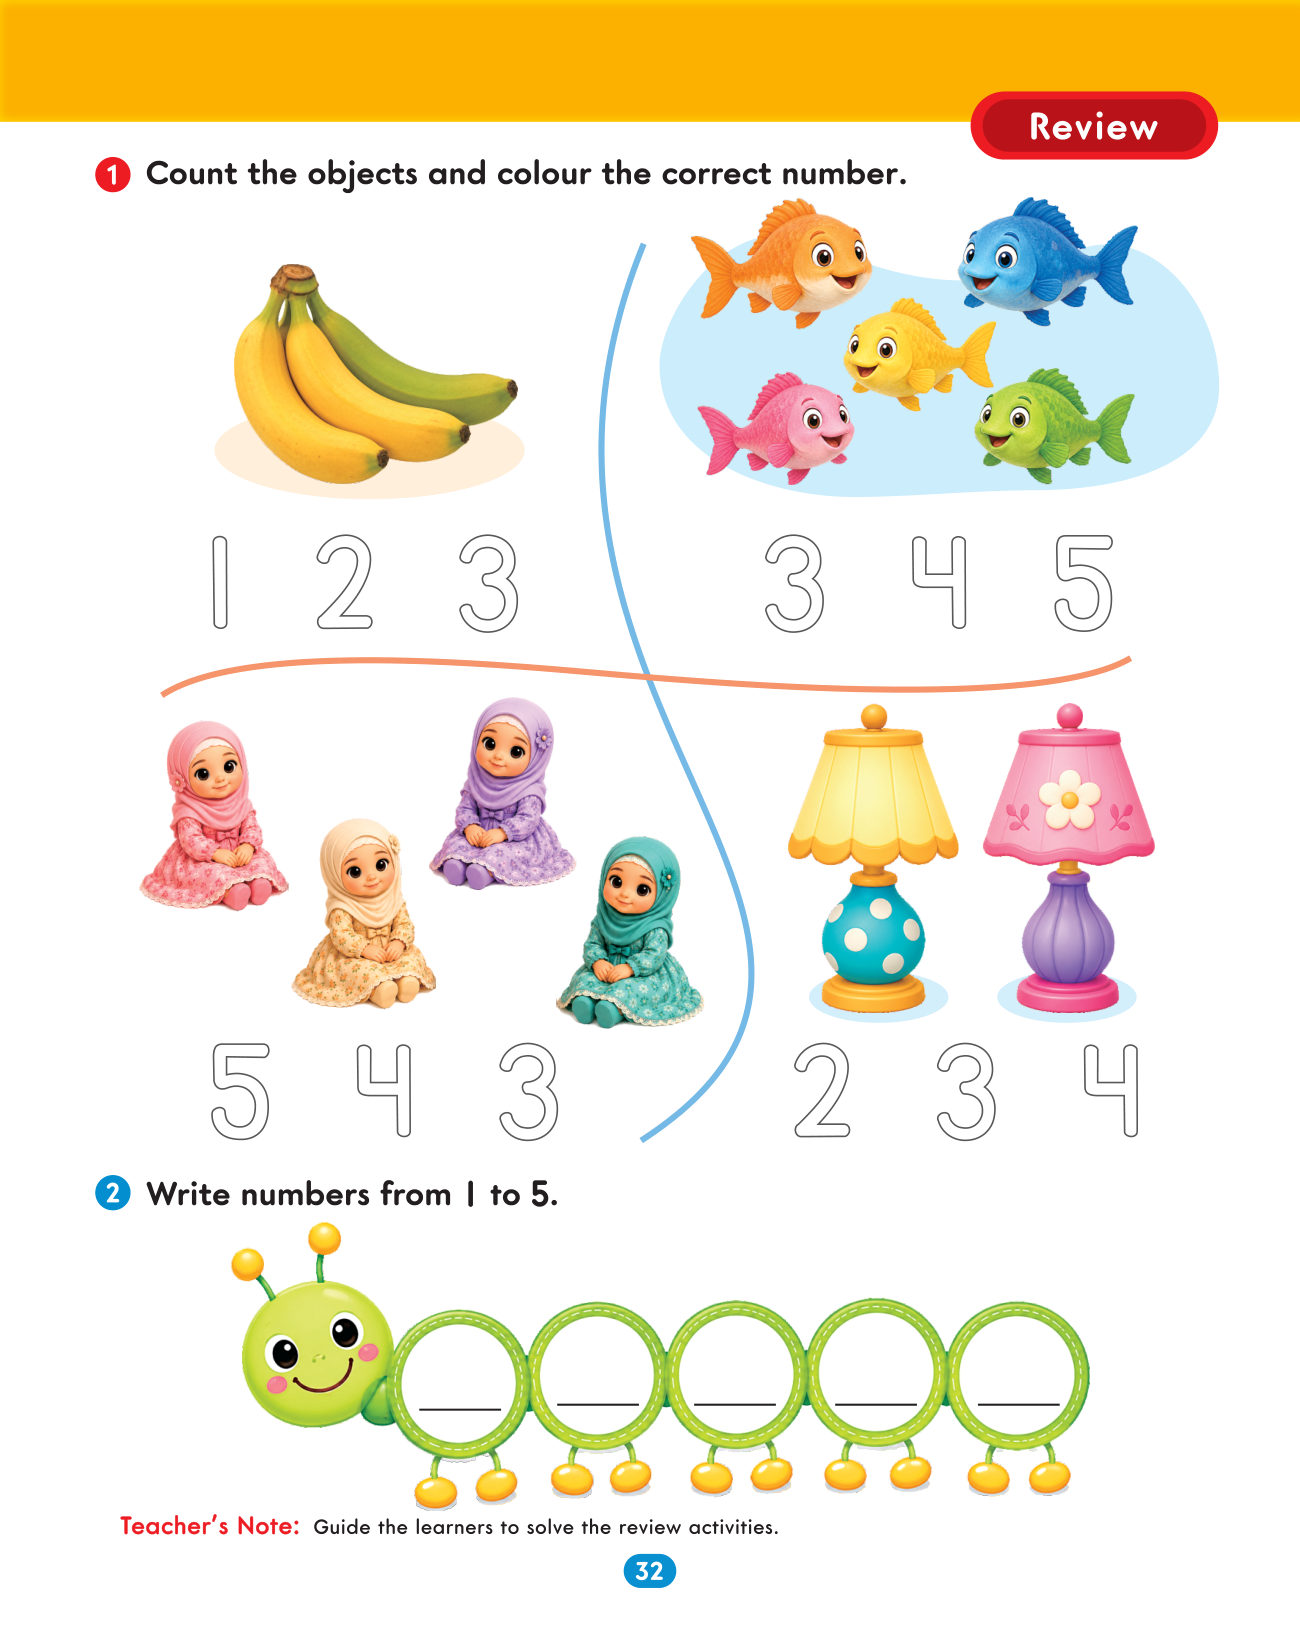 Review
1 Count the objects and colour the correct number.
1 2 3
3 4 5
5 4 3
2 3 4
2 Write numbers from 1 to 5.
Teacher's Note: Guide the learners to solve the review activities.
32